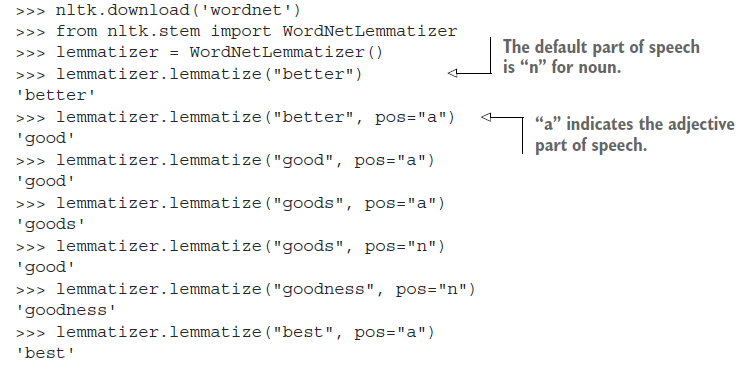 >>> nltk.download('wordnet')
>>> from nltk.stem import WordNetLemmatizer
>>> lemmatizer = WordNetLemmatizer()
>>> lemmatizer.lemmatize("better")
The default part of speech
is “n” for noun.
'better'
>>> lemmatizer.lemmatize("better", pos="a")
“a” indicates the adjective
part of speech.
'good'
>>> lemmatizer.lemmatize("good", pos="a")
'good'
>>> lemmatizer.lemmatize("goods", pos="a")
'goods'
>>> lemmatizer.lemmatize("goods", pos="n")
'good'
>>> lemmatizer.lemmatize("goodness", pos="n")
'goodness'
>>> lemmatizer.lemmatize("best", pos="a")
'best'